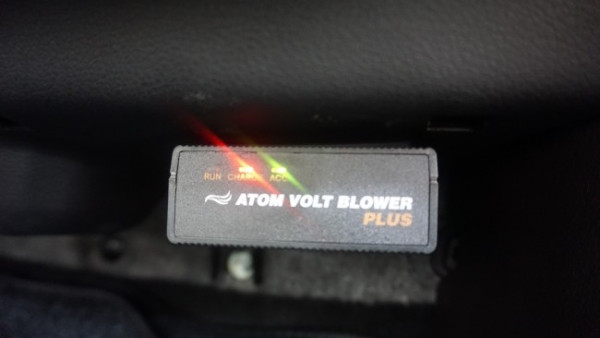 RUN CHARGE ACC
ATOM VOLT BLOWER
PLUS